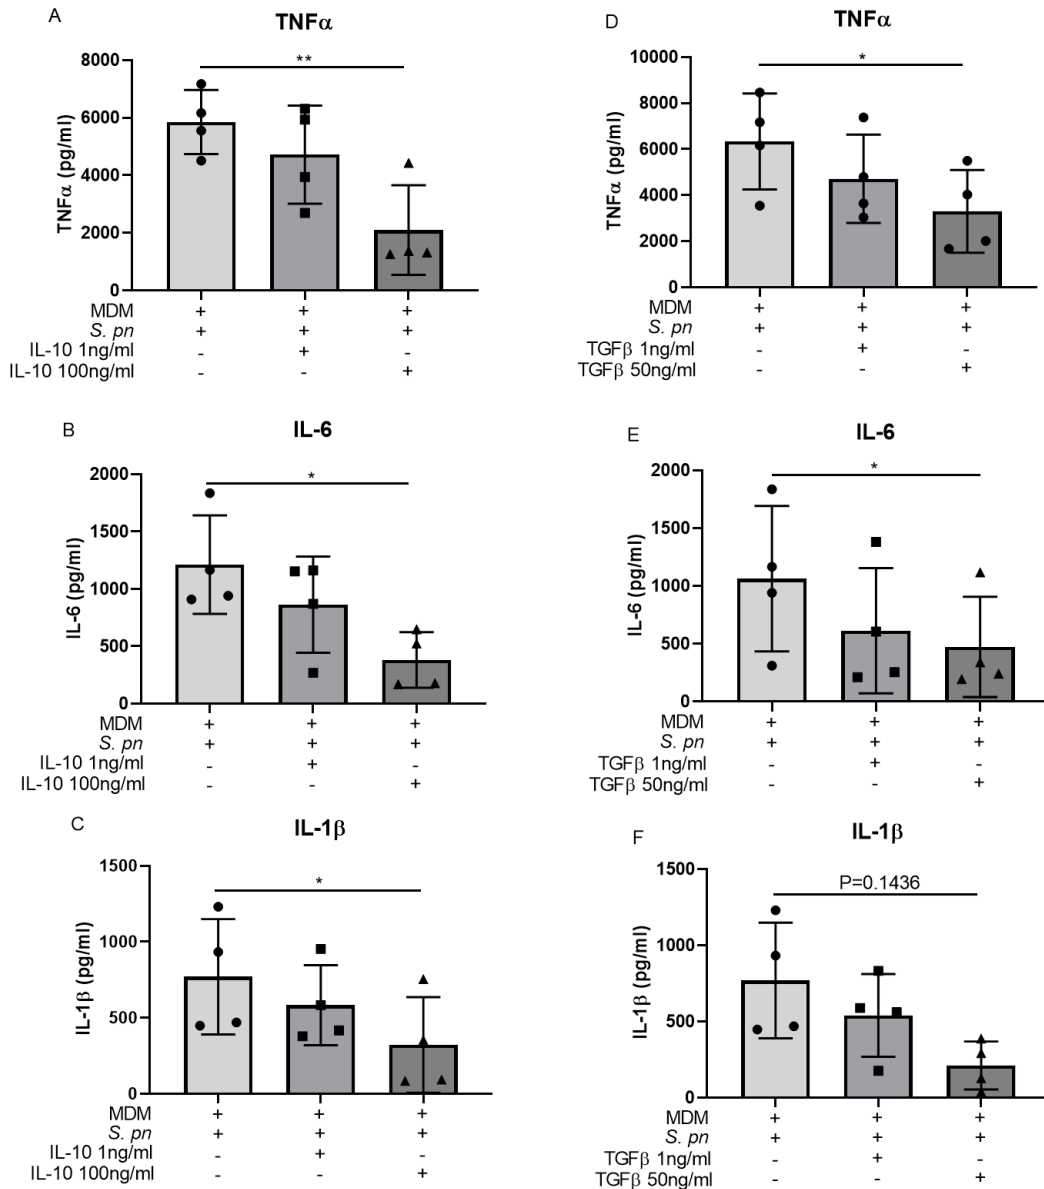 A
TNFα
TNFα (pg/ml)
8000
6000
4000
2000
0
**
MDM + + +
S. pn + + +
IL-10 1ng/ml - + -
IL-10 100ng/ml - - +
D
TNFα
TNFα (pg/ml)
10000
8000
6000
4000
2000
0
*
MDM + + +
S. pn + + +
TGFβ 1ng/ml - + -
TGFβ 50ng/ml - - +
B
IL-6
IL-6 (pg/ml)
2000
1500
1000
500
0
*
MDM + + +
S. pn + + +
IL-10 1ng/ml - + -
IL-10 100ng/ml - - +
E
IL-6
IL-6 (pg/ml)
2000
1500
1000
500
0
*
MDM + + +
S. pn + + +
TGFβ 1ng/ml - + -
TGFβ 50ng/ml - - +
C
IL-1β
IL-1β (pg/ml)
1500
1000
500
0
*
MDM + + +
S. pn + + +
IL-10 1ng/ml - + -
IL-10 100ng/ml - - +
F
IL-1β
IL-1β (pg/ml)
1500
1000
500
0
P=0.1436
MDM + + +
S. pn + + +
TGFβ 1ng/ml - + -
TGFβ 50ng/ml - - +